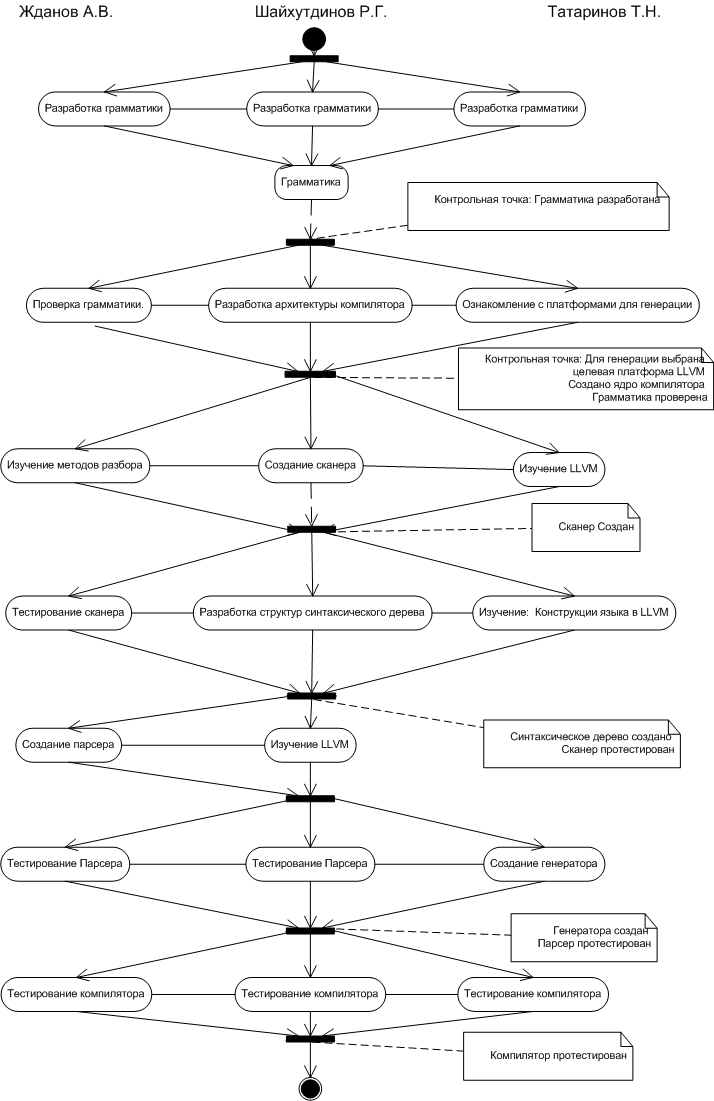 Жданов А.В.
Шайхутдинов Р.Г.
Татаринов Т.Н.
Разработка грамматики
Разработка грамматики
Разработка грамматики
Грамматика
Контрольная точка: Грамматика разработана
Проверка грамматики.
Разработка архитектуры компилятора
Ознакомление с платформами для генерации
Контрольная точка: Для генерации выбрана
целевая платформа LLVM
Создано ядро компилятора
Грамматика проверена
Изучение методов разбора
Создание сканера
Изучение LLVM
Сканер Создан
Тестирование сканера
Разработка структур синтаксического дерева
Изучение: Конструкции языка в LLVM
Синтаксическое дерево создано
Сканер протестирован
Создание парсера
Изучение LLVM
Тестирование Парсера
Тестирование Парсера
Создание генератора
Генератора создан
Парсер протестирован
Тестирование компилятора
Тестирование компилятора
Тестирование компилятора
Компилятор протестирован